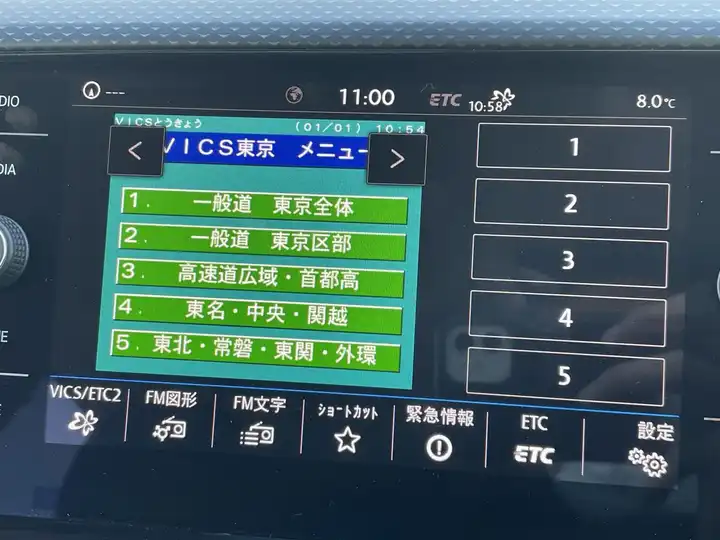 --- 11:00 ETC 10:58 8.0℃
VICSとうきょう (01/01) 10:54
VICS東京 メニュー
< >
1. 一般道 東京全体
2. 一般道 東京区部
3. 高速道広域・首都高
4. 東名・中央・関越
5. 東北・常磐・東関・外環
1
2
3
4
5
VICS/ETC2 FM図形 FM文字 ショートカット 緊急情報 ETC 設定
ETC
DIO
DIA